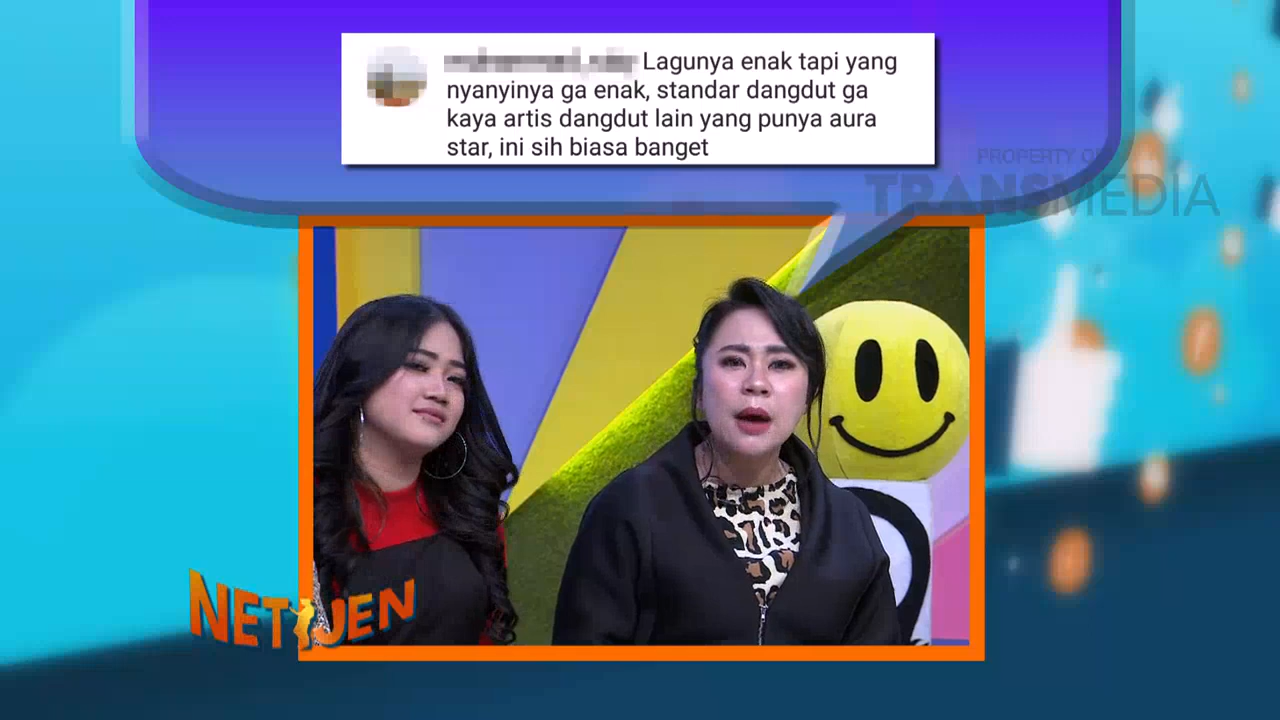 Lagunya enak tapi yang
nyanyinya ga enak, standar dangdut ga
kaya artis dangdut lain yang punya aura
star, ini sih biasa banget
PROPERTY OF
TRANSMEDIA
NETIJEN